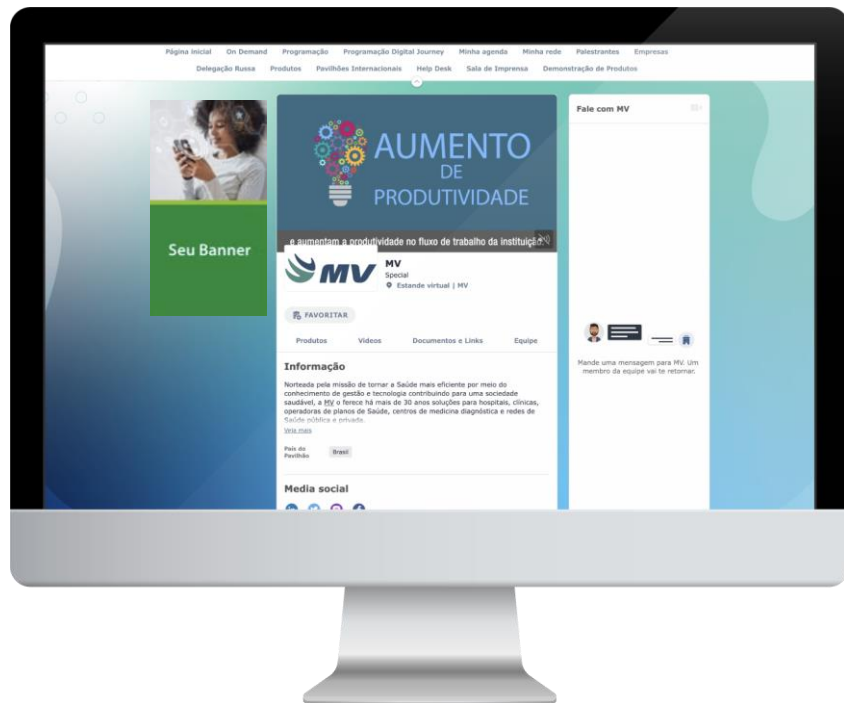 Página inicial On Demand Programação Programação Digital Journey Minha agenda Minha rede Palestrantes Empresas
Delegação Russa Produtos Pavilhões Internacionais Help Desk Sala de Imprensa Demonstração de Produtos
Seu Banner
AUMENTO
DE
PRODUTIVIDADE
e aumentam a produtividade no fluxo de trabalho da instituição.
MV
MV
Special
Estande virtual | MV
FAVORITAR
Produtos Vídeos Documentos e Links Equipe
Informação
Norteada pela missão de tornar a Saúde mais eficiente por meio do
conhecimento de gestão e tecnologia contribuindo para uma sociedade
saudável, a MV o ferece há mais de 30 anos soluções para hospitais, clínicas,
operadoras de planos de Saúde, centros de medicina diagnóstica e redes de
Saúde pública e privada.
Veja mais
País do
Pavilhão
Brasil
Media social
Fale com MV
Mande uma mensagem para MV. Um
membro da equipe vai te retornar.